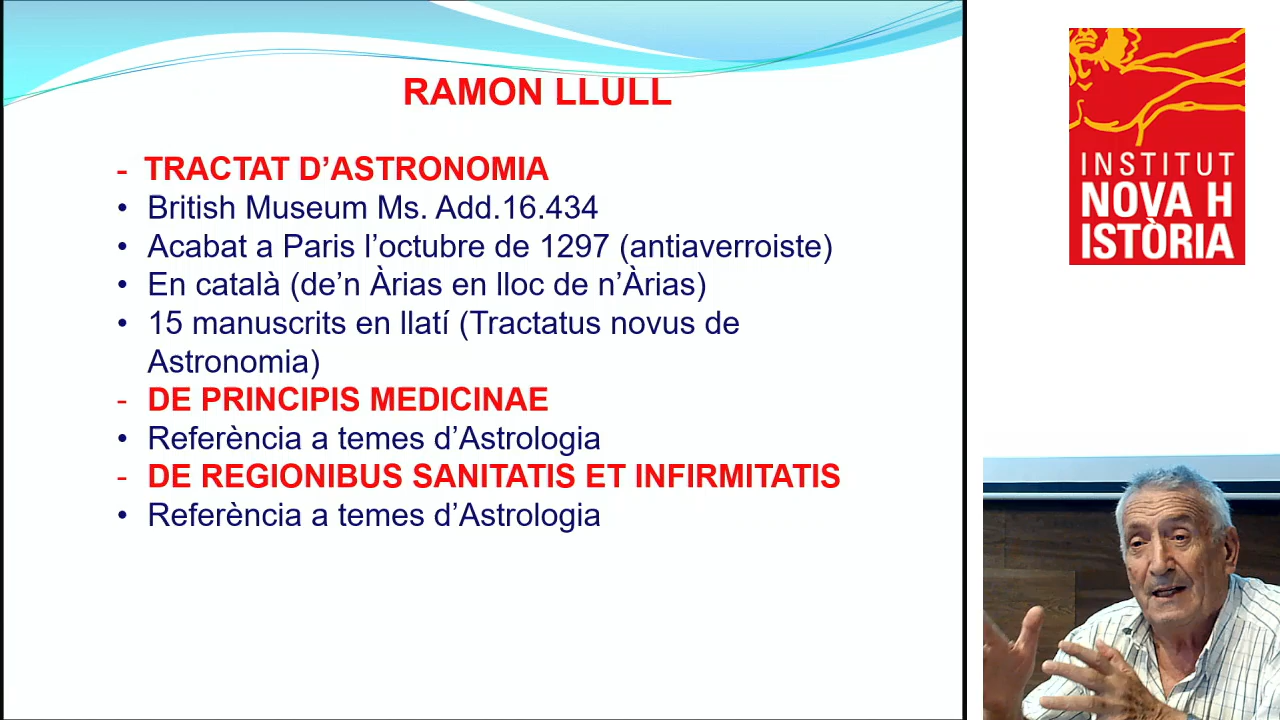 RAMON LLULL
- TRACTAT D'ASTRONOMIA
• British Museum Ms. Add.16.434
• Acabat a Paris l'octubre de 1297 (antiaverroiste)
• En català (de'n Àrias en lloc de n'Àrias)
• 15 manuscrits en llatí (Tractatus novus de
Astronomia)
- DE PRINCIPIS MEDICINAE
• Referència a temes d'Astrologia
- DE REGIONIBUS SANITATIS ET INFIRMITATIS
• Referència a temes d'Astrologia
INSTITUT
NOVA H
ISTÒRIA